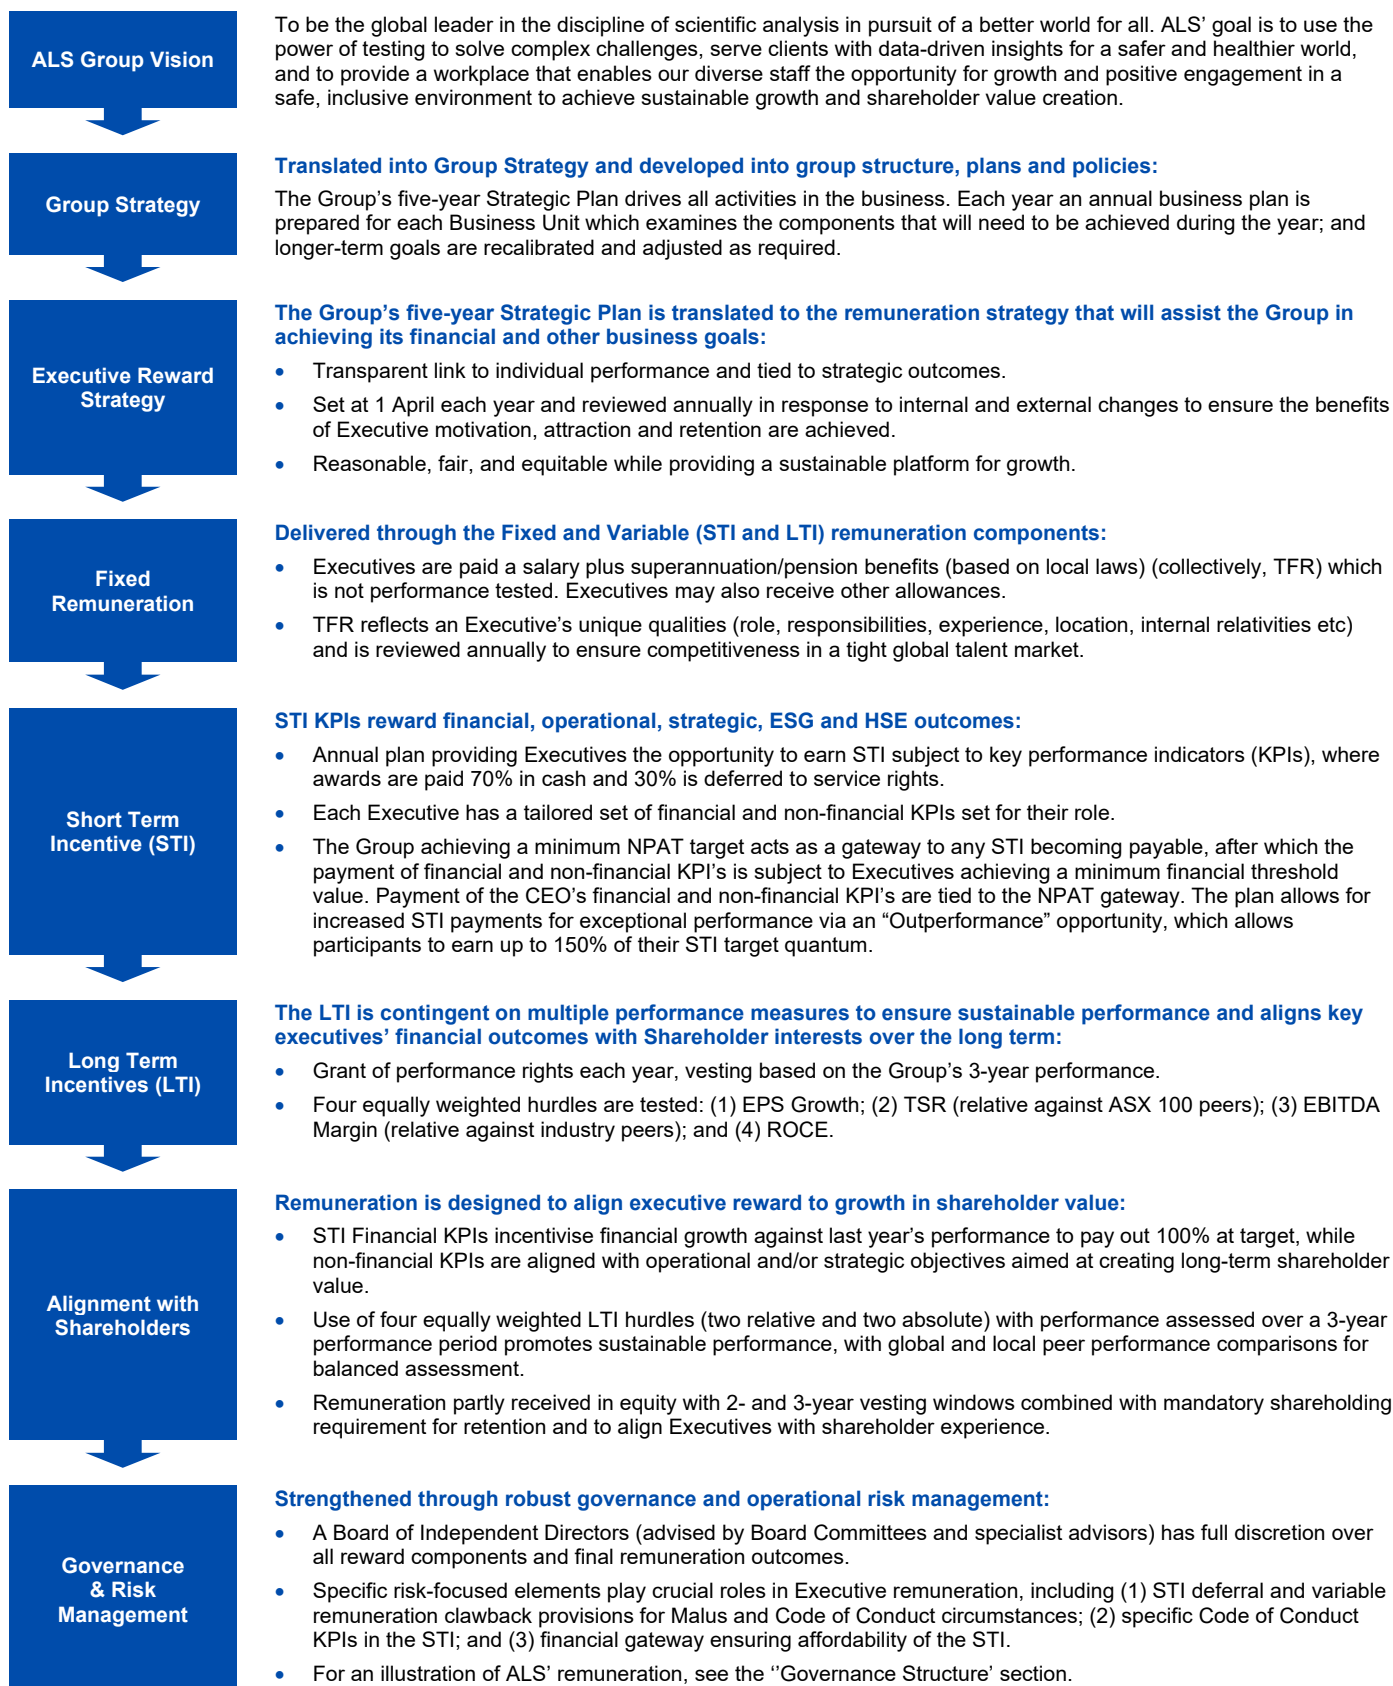 ALS Group Vision
To be the global leader in the discipline of scientific analysis in pursuit of a better world for all. ALS’ goal is to use the
power of testing to solve complex challenges, serve clients with data-driven insights for a safer and healthier world,
and to provide a workplace that enables our diverse staff the opportunity for growth and positive engagement in a
safe, inclusive environment to achieve sustainable growth and shareholder value creation.
Group Strategy
Translated into Group Strategy and developed into group structure, plans and policies:
The Group’s five-year Strategic Plan drives all activities in the business. Each year an annual business plan is
prepared for each Business Unit which examines the components that will need to be achieved during the year; and
longer-term goals are recalibrated and adjusted as required.
Executive Reward
Strategy
The Group’s five-year Strategic Plan is translated to the remuneration strategy that will assist the Group in
achieving its financial and other business goals:
• Transparent link to individual performance and tied to strategic outcomes.
• Set at 1 April each year and reviewed annually in response to internal and external changes to ensure the benefits
of Executive motivation, attraction and retention are achieved.
• Reasonable, fair, and equitable while providing a sustainable platform for growth.
Fixed
Remuneration
Delivered through the Fixed and Variable (STI and LTI) remuneration components:
• Executives are paid a salary plus superannuation/pension benefits (based on local laws) (collectively, TFR) which
is not performance tested. Executives may also receive other allowances.
• TFR reflects an Executive’s unique qualities (role, responsibilities, experience, location, internal relativities etc)
and is reviewed annually to ensure competitiveness in a tight global talent market.
Short Term
Incentive (STI)
STI KPIs reward financial, operational, strategic, ESG and HSE outcomes:
• Annual plan providing Executives the opportunity to earn STI subject to key performance indicators (KPIs), where
awards are paid 70% in cash and 30% is deferred to service rights.
• Each Executive has a tailored set of financial and non-financial KPIs set for their role.
• The Group achieving a minimum NPAT target acts as a gateway to any STI becoming payable, after which the
payment of financial and non-financial KPI’s is subject to Executives achieving a minimum financial threshold
value. Payment of the CEO’s financial and non-financial KPI’s are tied to the NPAT gateway. The plan allows for
increased STI payments for exceptional performance via an “Outperformance” opportunity, which allows
participants to earn up to 150% of their STI target quantum.
Long Term
Incentives (LTI)
The LTI is contingent on multiple performance measures to ensure sustainable performance and aligns key
executives’ financial outcomes with Shareholder interests over the long term:
• Grant of performance rights each year, vesting based on the Group’s 3-year performance.
• Four equally weighted hurdles are tested: (1) EPS Growth; (2) TSR (relative against ASX 100 peers); (3) EBITDA
Margin (relative against industry peers); and (4) ROCE.
Alignment with
Shareholders
Remuneration is designed to align executive reward to growth in shareholder value:
• STI Financial KPIs incentivise financial growth against last year’s performance to pay out 100% at target, while
non-financial KPIs are aligned with operational and/or strategic objectives aimed at creating long-term shareholder
value.
• Use of four equally weighted LTI hurdles (two relative and two absolute) with performance assessed over a 3-year
performance period promotes sustainable performance, with global and local peer performance comparisons for
balanced assessment.
• Remuneration partly received in equity with 2- and 3-year vesting windows combined with mandatory shareholding
requirement for retention and to align Executives with shareholder experience.
Governance
& Risk
Management
Strengthened through robust governance and operational risk management:
• A Board of Independent Directors (advised by Board Committees and specialist advisors) has full discretion over
all reward components and final remuneration outcomes.
• Specific risk-focused elements play crucial roles in Executive remuneration, including (1) STI deferral and variable
remuneration clawback provisions for Malus and Code of Conduct circumstances; (2) specific Code of Conduct
KPIs in the STI; and (3) financial gateway ensuring affordability of the STI.
• For an illustration of ALS’ remuneration, see the ‘’Governance Structure’ section.